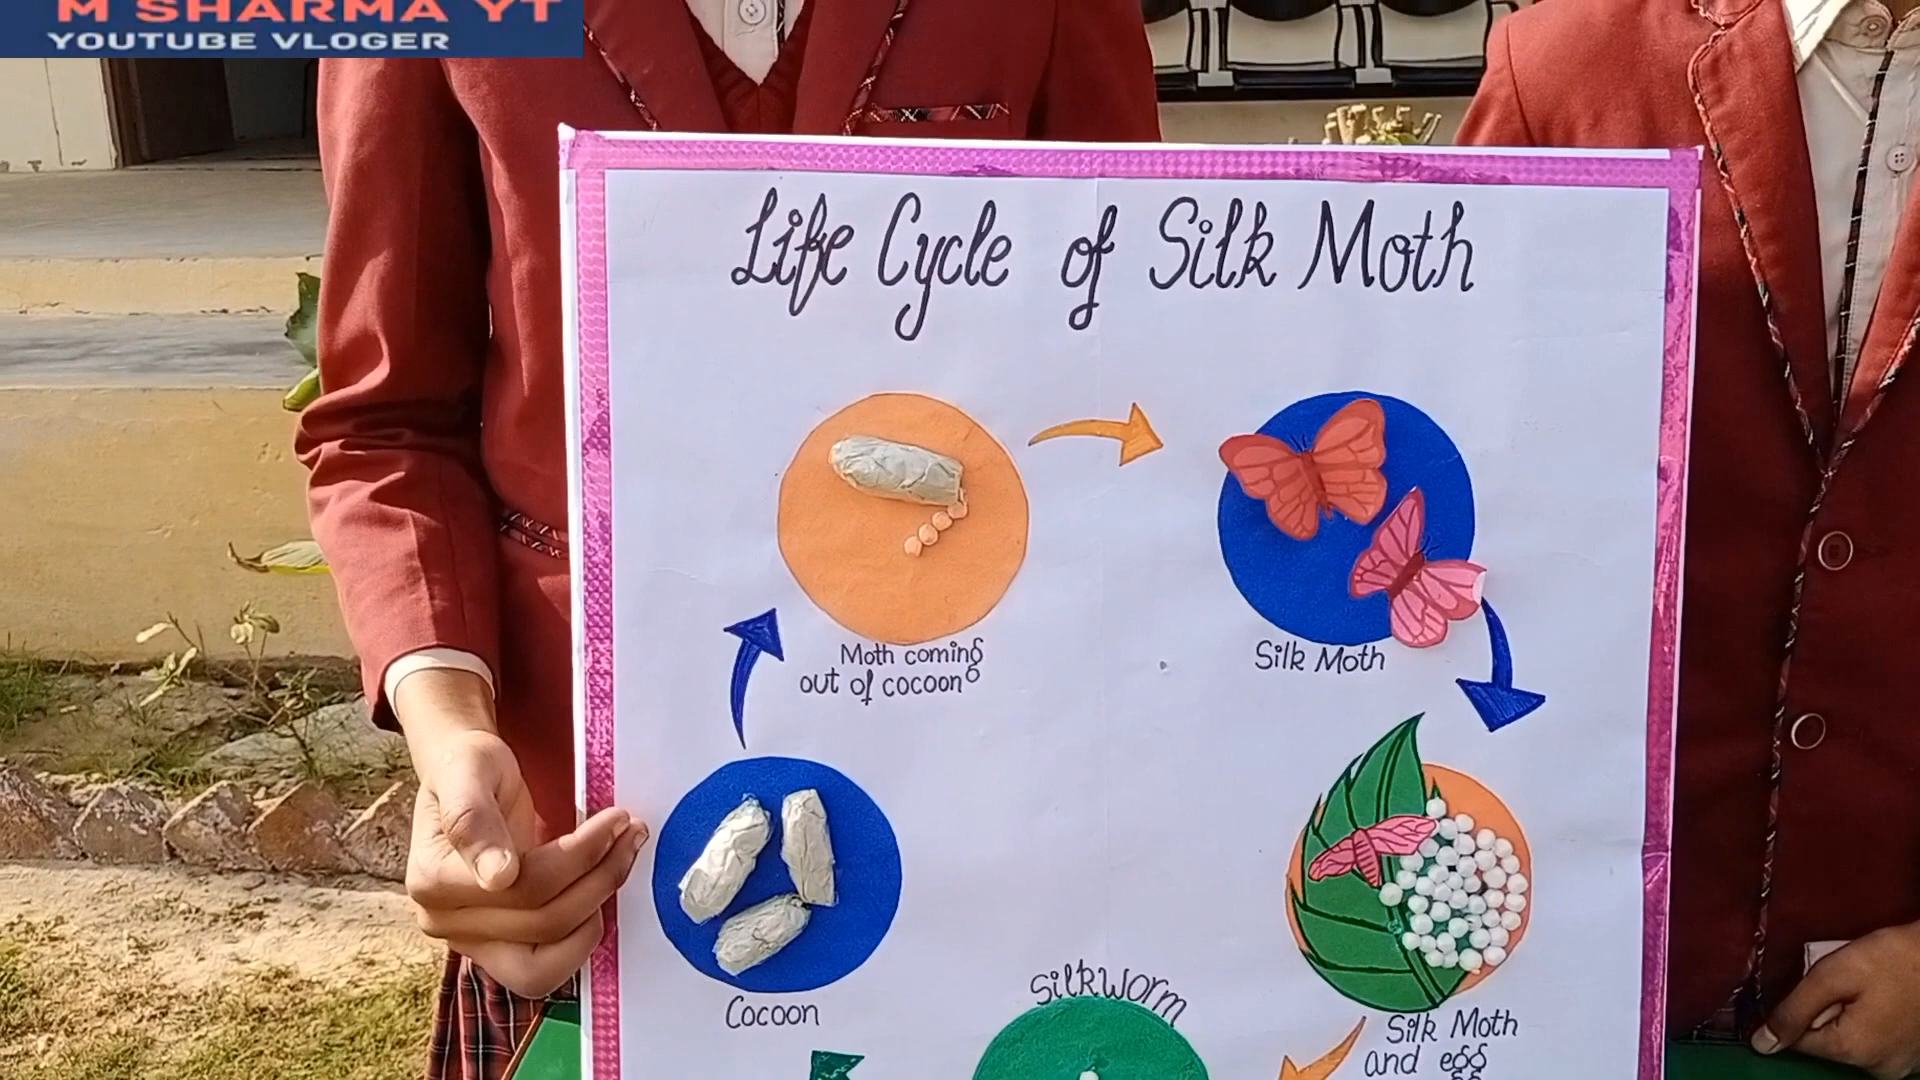 M SHARMA YT
YOUTUBE VLOGER
Life Cycle of Silk Moth
Moth coming
out of cocoon
Silk Moth
Cocoon
Silkworm
Silk Moth
and egg